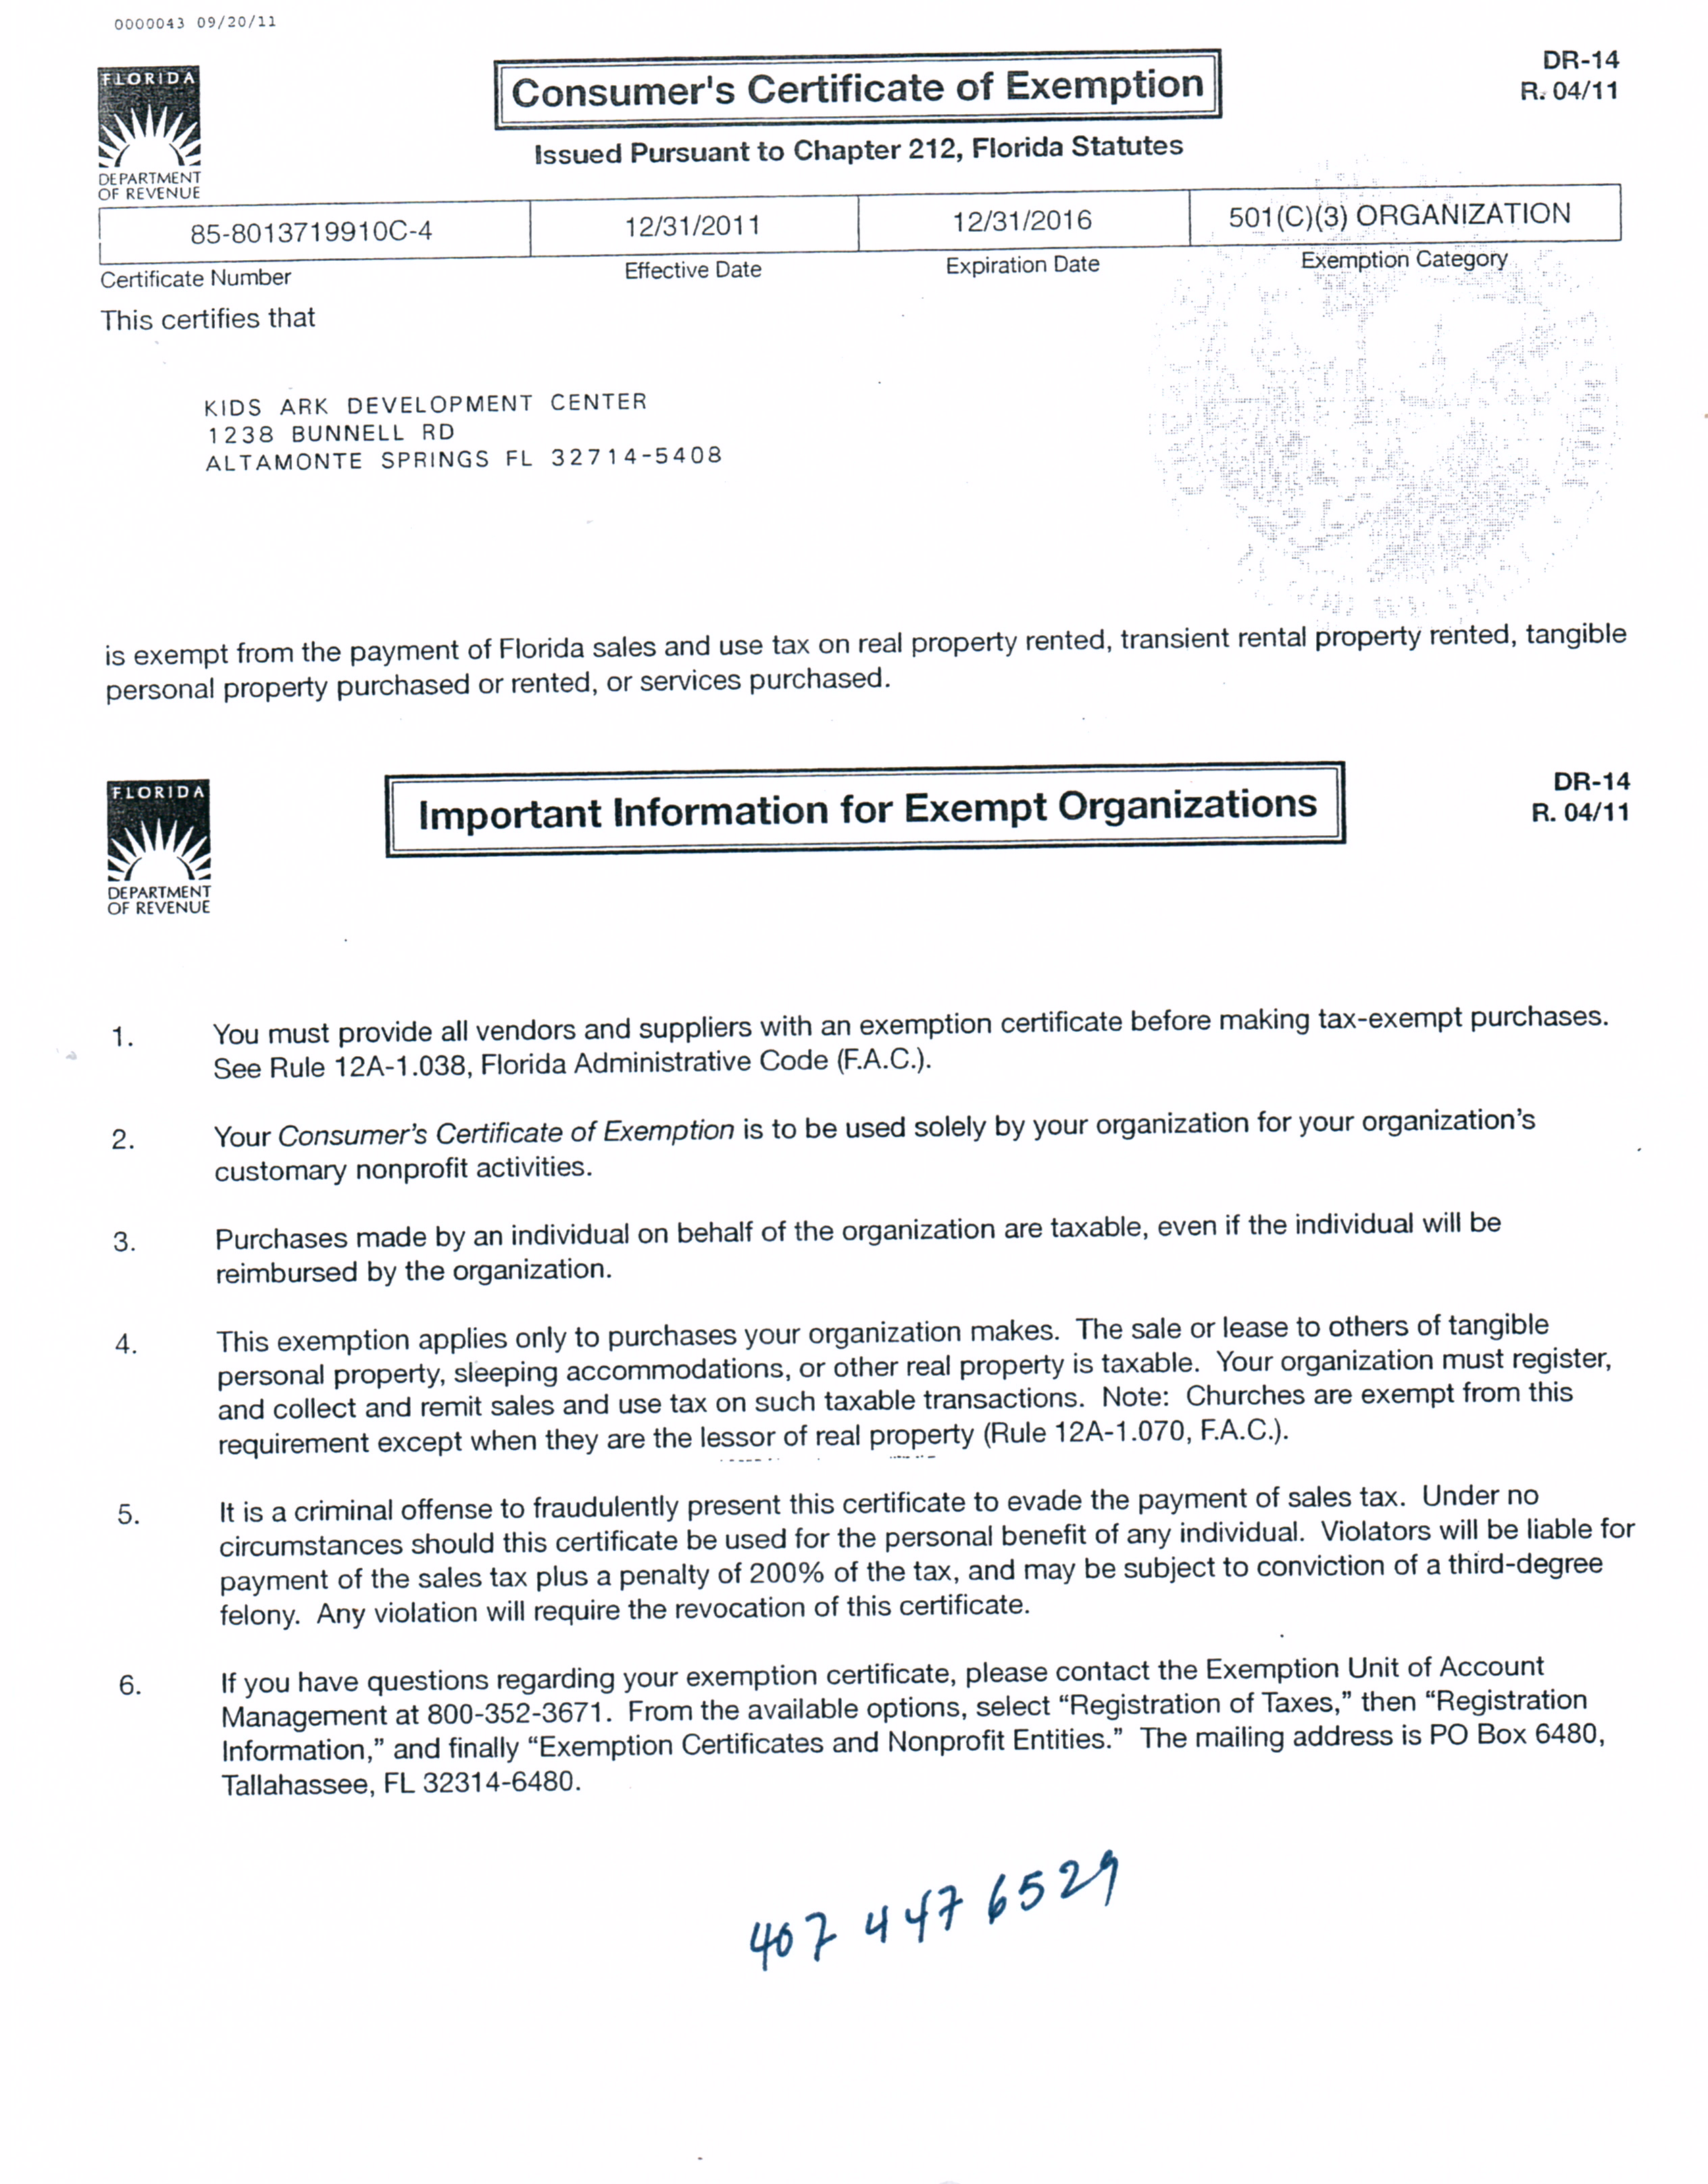 0000043 09/20/11
FLORIDA
DEPARTMENT
OF REVENUE
Consumer's Certificate of Exemption
Issued Pursuant to Chapter 212, Florida Statutes
DR-14
R. 04/11
85-8013719910C-4 12/31/2011 12/31/2016 501(C)(3) ORGANIZATION
Certificate Number Effective Date Expiration Date Exemption Category
This certifies that
KIDS ARK DEVELOPMENT CENTER
1238 BUNNELL RD
ALTAMONTE SPRINGS FL 32714-5408
is exempt from the payment of Florida sales and use tax on real property rented, transient rental property rented, tangible
personal property purchased or rented, or services purchased.
FLORIDA
DEPARTMENT
OF REVENUE
Important Information for Exempt Organizations
DR-14
R. 04/11
1. You must provide all vendors and suppliers with an exemption certificate before making tax-exempt purchases.
See Rule 12A-1.038, Florida Administrative Code (F.A.C.).
2. Your Consumer's Certificate of Exemption is to be used solely by your organization for your organization's
customary nonprofit activities.
3. Purchases made by an individual on behalf of the organization are taxable, even if the individual will be
reimbursed by the organization.
4. This exemption applies only to purchases your organization makes. The sale or lease to others of tangible
personal property, sleeping accommodations, or other real property is taxable. Your organization must register,
and collect and remit sales and use tax on such taxable transactions. Note: Churches are exempt from this
requirement except when they are the lessor of real property (Rule 12A-1.070, F.A.C.).
5. It is a criminal offense to fraudulently present this certificate to evade the payment of sales tax. Under no
circumstances should this certificate be used for the personal benefit of any individual. Violators will be liable for
payment of the sales tax plus a penalty of 200% of the tax, and may be subject to conviction of a third-degree
felony. Any violation will require the revocation of this certificate.
6. If you have questions regarding your exemption certificate, please contact the Exemption Unit of Account
Management at 800-352-3671. From the available options, select “Registration of Taxes,” then “Registration
Information,” and finally “Exemption Certificates and Nonprofit Entities.” The mailing address is PO Box 6480,
Tallahassee, FL 32314-6480.
407 447 6529